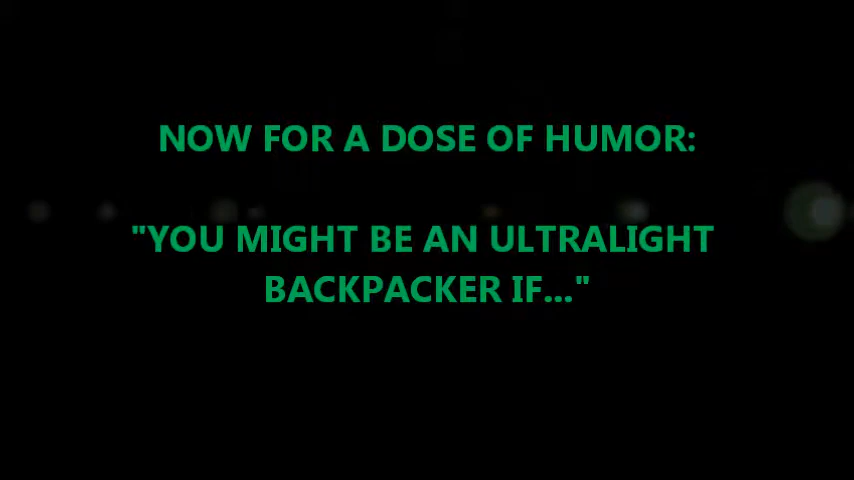 NOW FOR A DOSE OF HUMOR:
"YOU MIGHT BE AN ULTRALIGHT
BACKPACKER IF..."